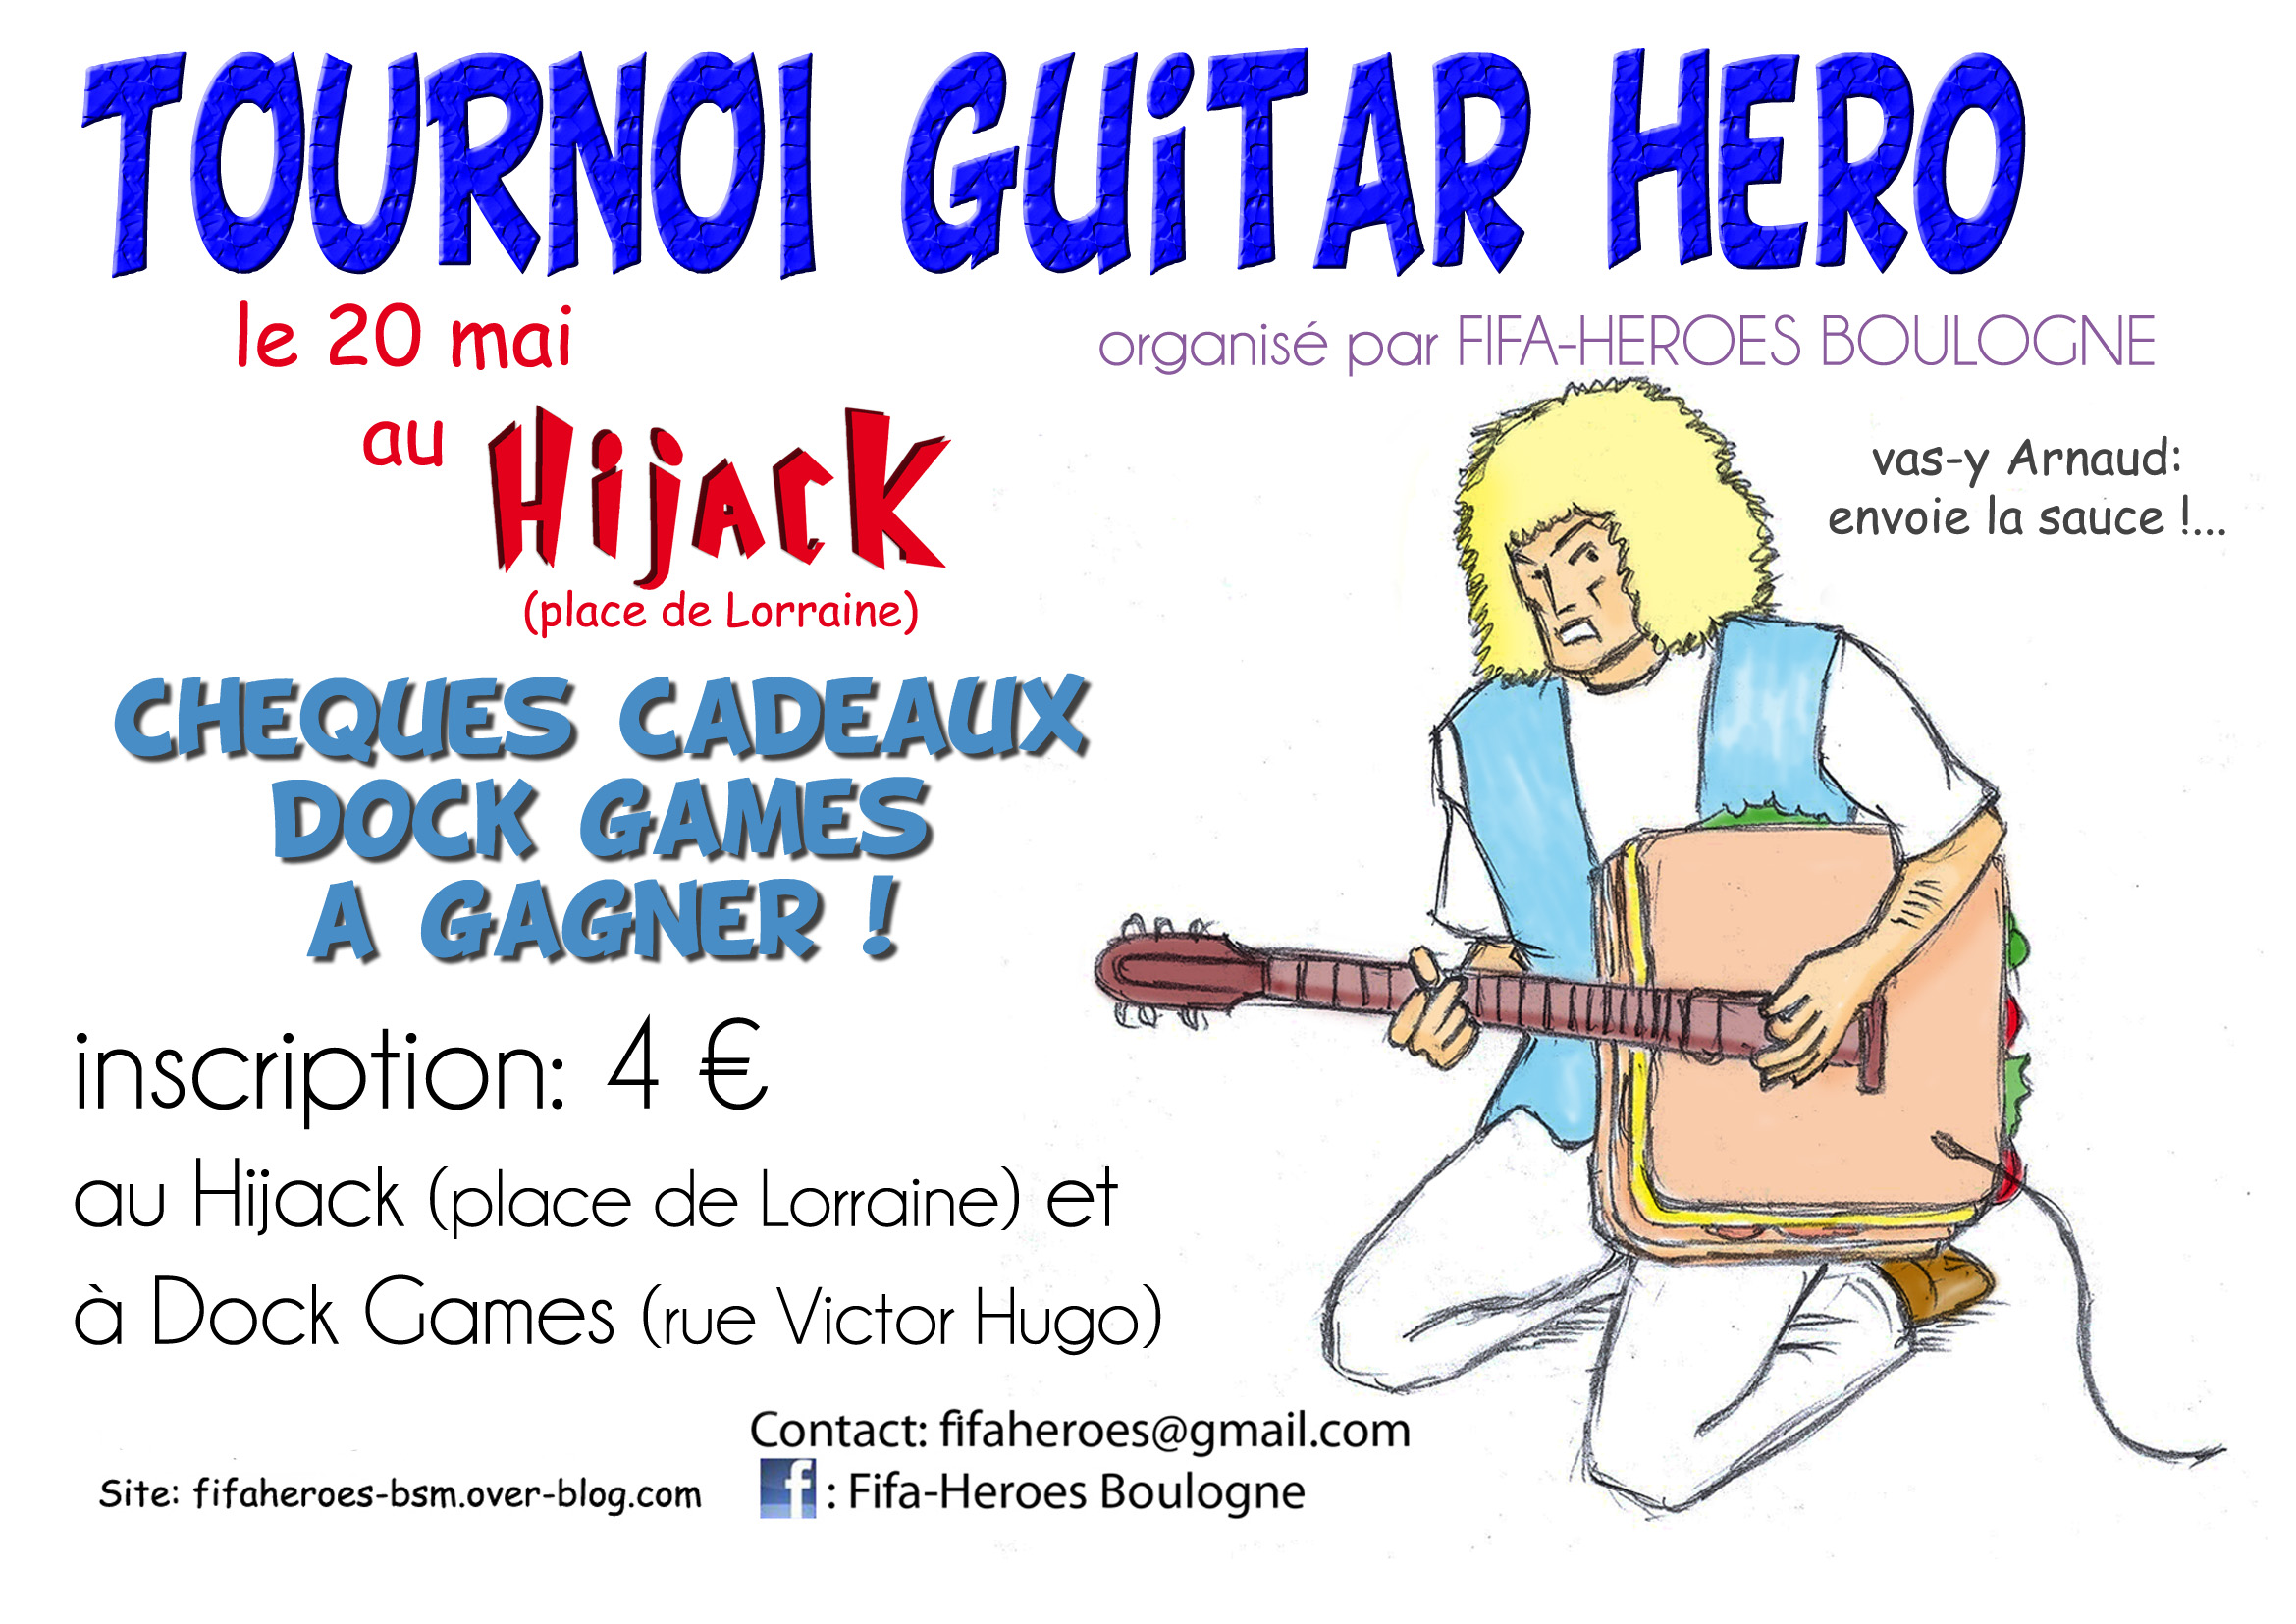 TOURNOI GUiTAR HERO
le 20 mai
organisé par FIFA-HEROES BOULOGNE
au HijACK
(place de Lorraine)
vas-y Arnaud:
envoie la sauce !...
CHEQUES CADEAUX
DOCK GAMES
A GAGNER !
inscription: 4 €
au Hijack (place de Lorraine) et
à Dock Games (rue Victor Hugo)
Contact: fifaheroes@gmail.com
Site: fifaheroes-bsm.over-blog.com
f : Fifa-Heroes Boulogne